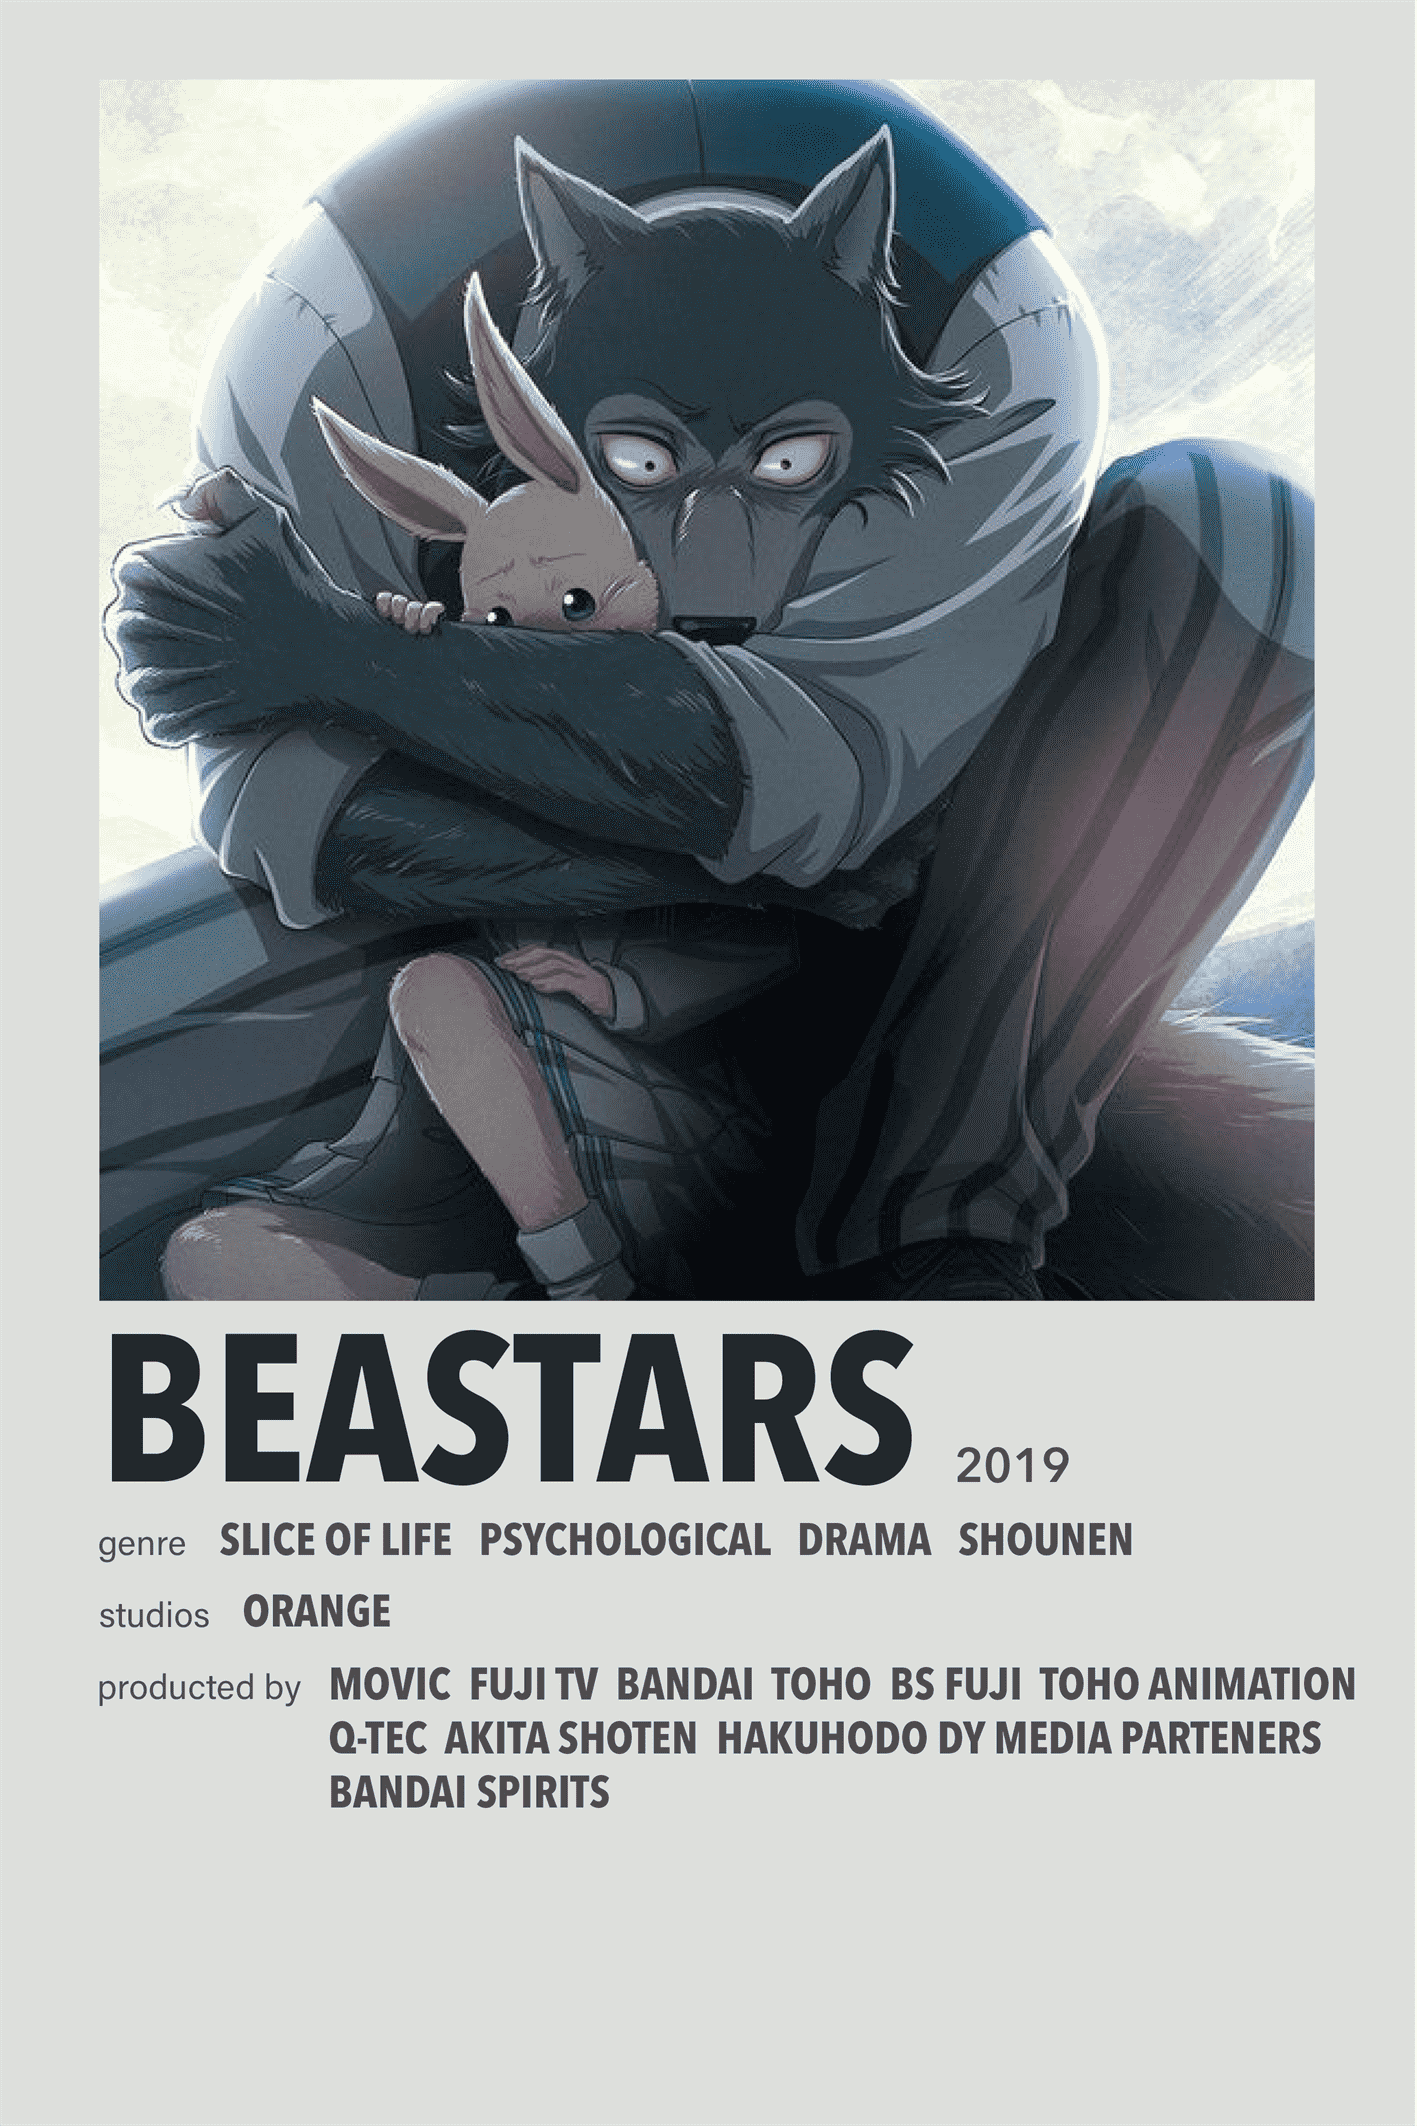 BEASTARS 2019
genre SLICE OF LIFE PSYCHOLOGICAL DRAMA SHOUNEN
studios ORANGE
producted by MOVIC FUJI TV BANDAI TOHO BS FUJI TOHO ANIMATION
Q-TEC AKITA SHOTEN HAKUHODO DY MEDIA PARTENERS
BANDAI SPIRITS